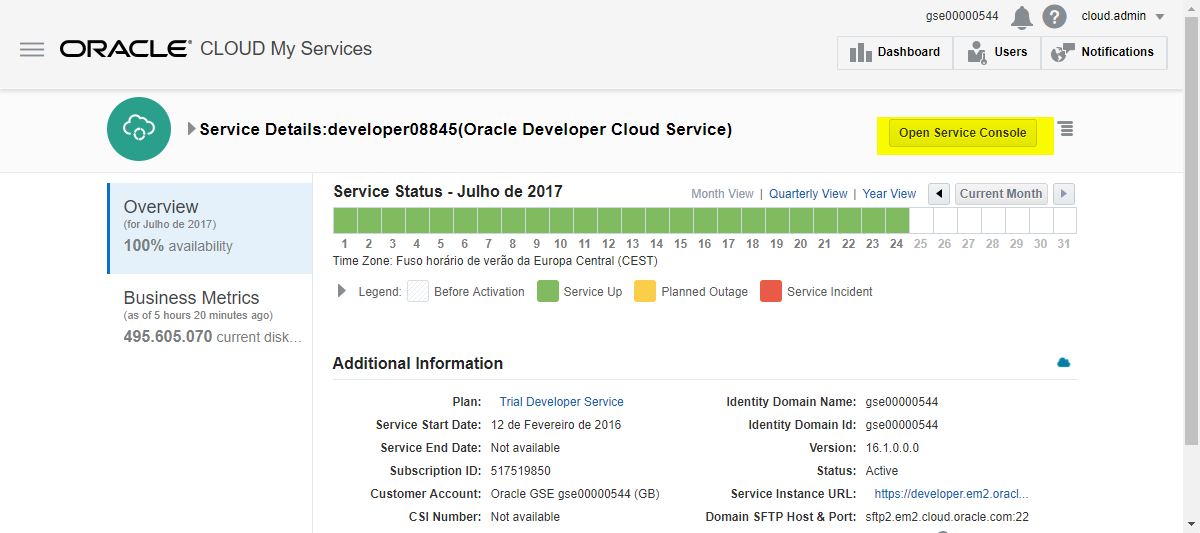 gse00000544 ? cloud.admin
ORACLE CLOUD My Services
Dashboard Users Notifications
Service Details:developer08845(Oracle Developer Cloud Service)
Open Service Console
Overview
(for Julho de 2017)
100% availability
Business Metrics
(as of 5 hours 20 minutes ago)
495.605.070 current disk...
Service Status - Julho de 2017
Month View | Quarterly View | Year View Current Month
1 2 3 4 5 6 7 8 9 10 11 12 13 14 15 16 17 18 19 20 21 22 23 24 25 26 27 28 29 30 31
Time Zone: Fuso horário de verão da Europa Central (CEST)
Legend: Before Activation Service Up Planned Outage Service Incident
Additional Information
Plan: Trial Developer Service
Service Start Date: 12 de Fevereiro de 2016
Service End Date: Not available
Subscription ID: 517519850
Customer Account: Oracle GSE gse00000544 (GB)
CSI Number: Not available
Identity Domain Name: gse00000544
Identity Domain Id: gse00000544
Version: 16.1.0.0.0
Status: Active
Service Instance URL: https://developer.em2.oracl...
Domain SFTP Host & Port: sftp2.em2.cloud.oracle.com:22